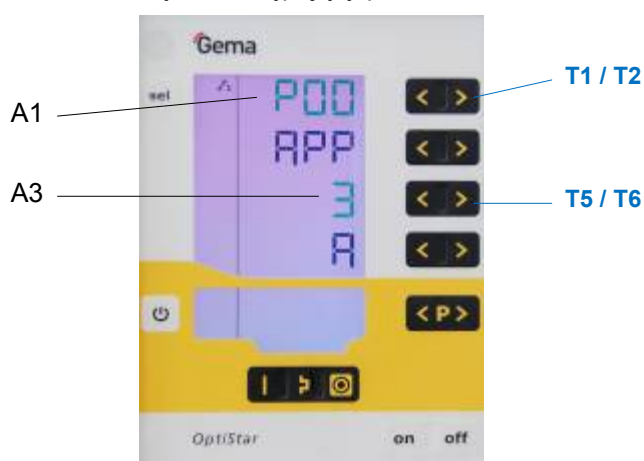 Gema
T1 / T2
sel P00 < >
A1
APP < >
A3 3 < > T5 / T6
A < >
< P >
OptiStar on off